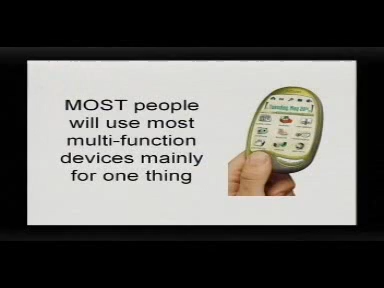 MOST people
will use most
multi-function
devices mainly
for one thing